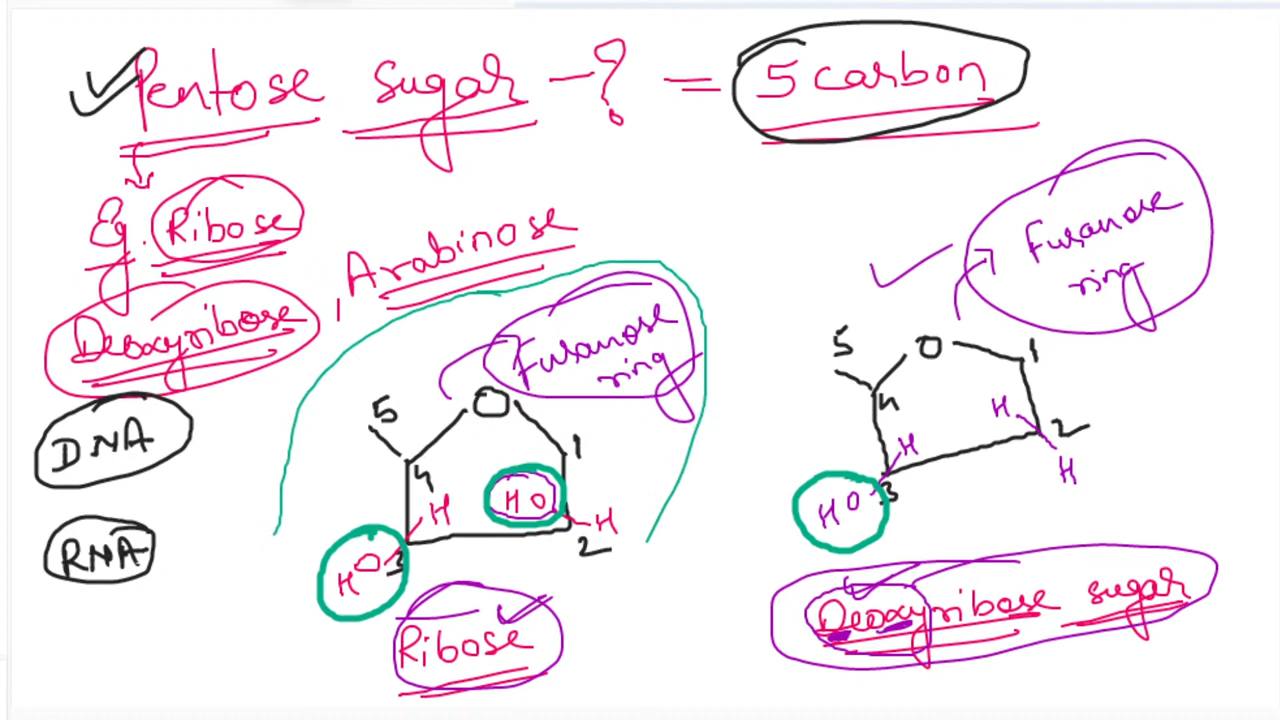 Pentose sugar - ? = 5 carbon
Eg. Ribose
, Arabinose
Deoxyribose
DNA
RNA
Furanose
ring
5
O
1
4
HO
H
H
2
3
HO
Ribose
Furanose
ring
5
O
1
4
H
2
H
H
3
HO
Deoxyribose sugar